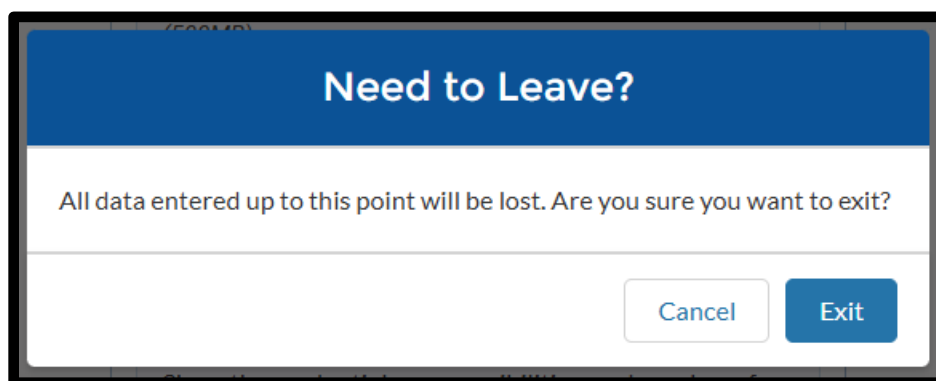 Need to Leave?
All data entered up to this point will be lost. Are you sure you want to exit?
Cancel
Exit